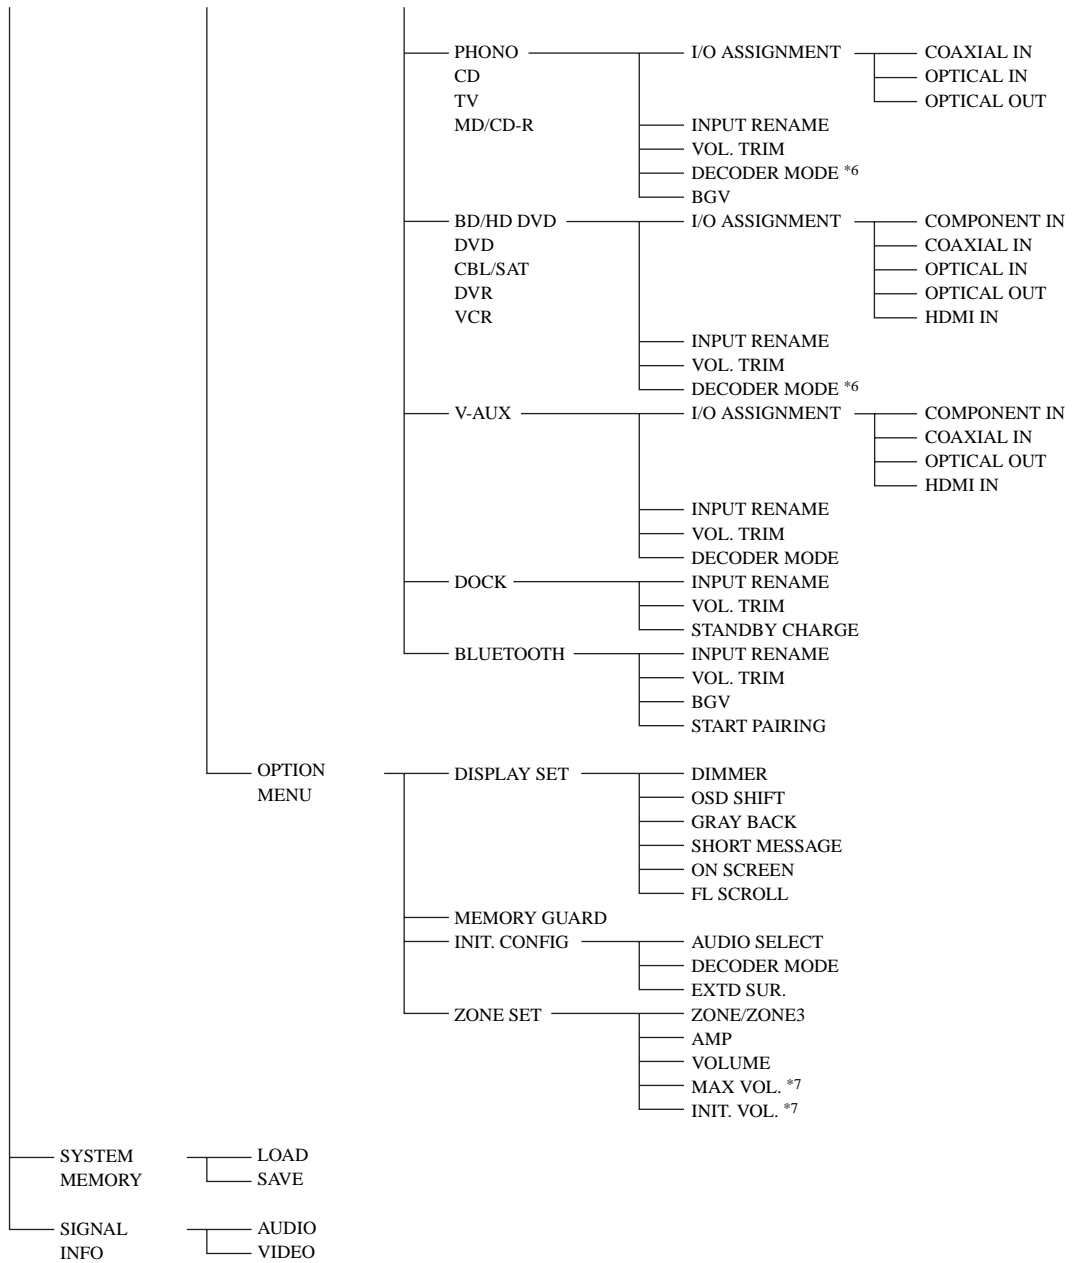 PHONO I/O ASSIGNMENT COAXIAL IN
CD OPTICAL IN
TV OPTICAL OUT
MD/CD-R INPUT RENAME
VOL. TRIM
DECODER MODE *6
BGV
BD/HD DVD I/O ASSIGNMENT COMPONENT IN
DVD COAXIAL IN
CBL/SAT OPTICAL IN
DVR OPTICAL OUT
VCR HDMI IN
INPUT RENAME
VOL. TRIM
DECODER MODE *6
V-AUX I/O ASSIGNMENT COMPONENT IN
COAXIAL IN
OPTICAL OUT
HDMI IN
INPUT RENAME
VOL. TRIM
DECODER MODE
DOCK INPUT RENAME
VOL. TRIM
STANDBY CHARGE
BLUETOOTH INPUT RENAME
VOL. TRIM
BGV
START PAIRING
OPTION DISPLAY SET DIMMER
MENU OSD SHIFT
GRAY BACK
SHORT MESSAGE
ON SCREEN
FL SCROLL
MEMORY GUARD
INIT. CONFIG AUDIO SELECT
DECODER MODE
EXTD SUR.
ZONE SET ZONE/ZONE3
AMP
VOLUME
MAX VOL. *7
INIT. VOL. *7
SYSTEM LOAD
MEMORY SAVE
SIGNAL AUDIO
INFO VIDEO